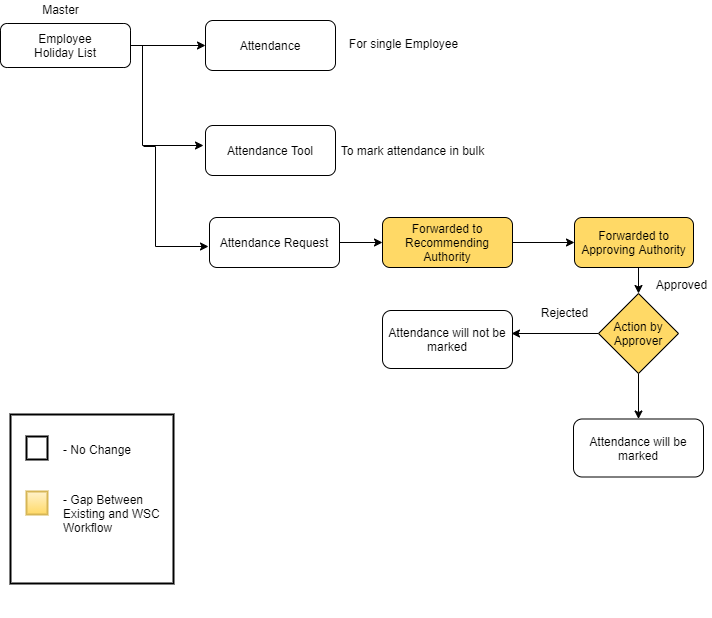 Master
Employee
Holiday List
Attendance
For single Employee
Attendance Tool
To mark attendance in bulk
Attendance Request
Forwarded to
Recommending
Authority
Forwarded to
Approving Authority
Approved
Rejected
Action by
Approver
Attendance will not be
marked
Attendance will be
marked
- No Change
- Gap Between
Existing and WSC
Workflow